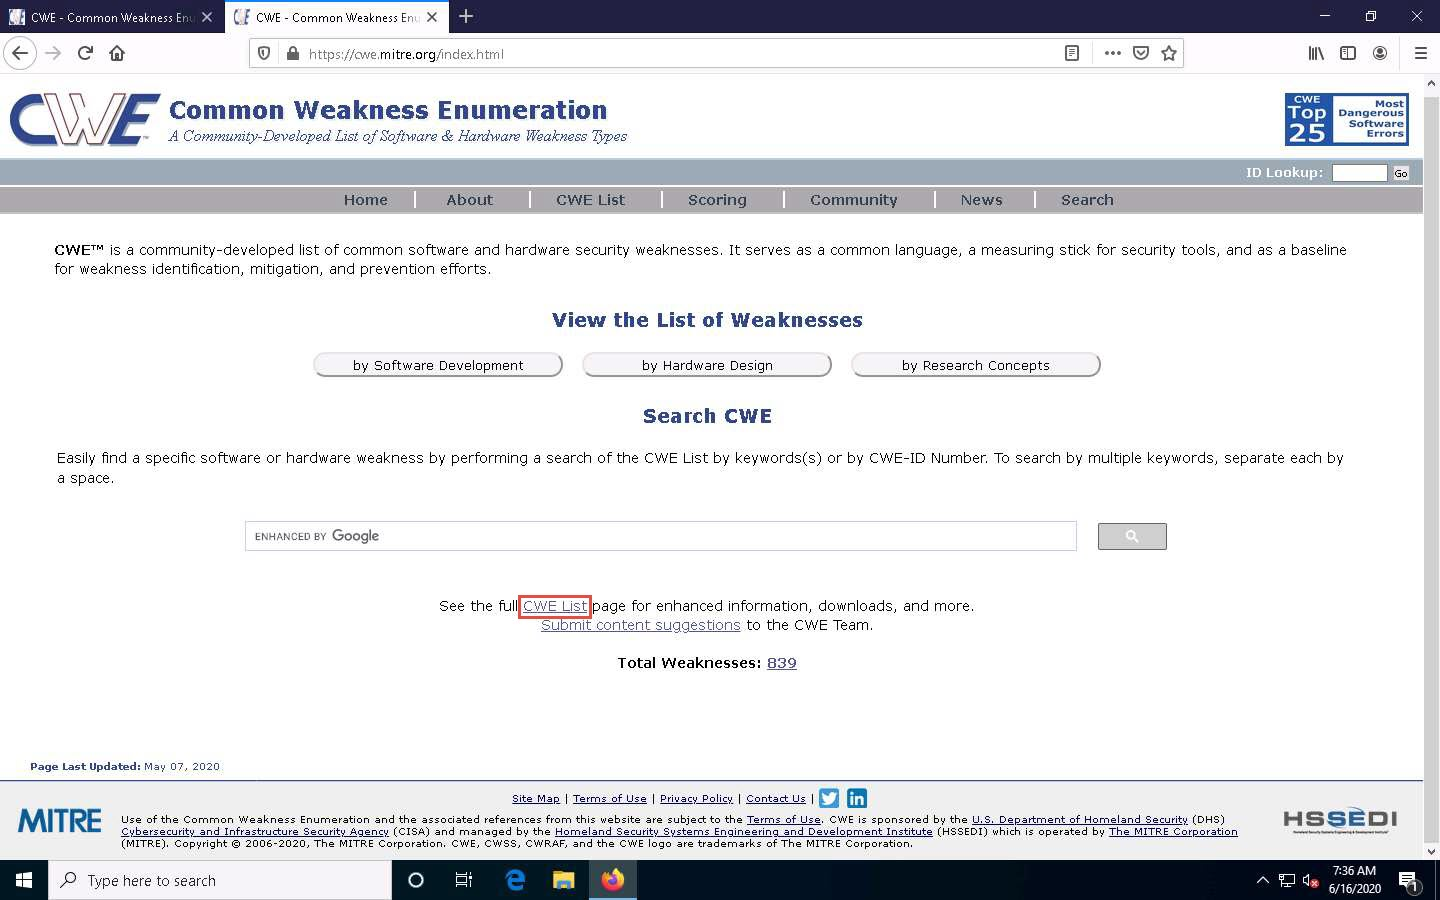 CWE - Common Weakness Enu
CWE - Common Weakness Enu
https://cwe.mitre.org/index.html
CWE
Common Weakness Enumeration
A Community-Developed List of Software & Hardware Weakness Types
CWE
Top
25
Most
Dangerous
Software
Errors
ID Lookup:
Go
Home
About
CWE List
Scoring
Community
News
Search
CWE™ is a community-developed list of common software and hardware security weaknesses. It serves as a common language, a measuring stick for security tools, and as a baseline
for weakness identification, mitigation, and prevention efforts.
View the List of Weaknesses
by Software Development
by Hardware Design
by Research Concepts
Search CWE
Easily find a specific software or hardware weakness by performing a search of the CWE List by keywords(s) or by CWE-ID Number. To search by multiple keywords, separate each by
a space.
ENHANCED BY Google
See the full CWE List page for enhanced information, downloads, and more.
Submit content suggestions to the CWE Team.
Total Weaknesses: 839
Page Last Updated: May 07, 2020
Site Map | Terms of Use | Privacy Policy | Contact Us |
MITRE
Use of the Common Weakness Enumeration and the associated references from this website are subject to the Terms of Use. CWE is sponsored by the U.S. Department of Homeland Security (DHS)
Cybersecurity and Infrastructure Security Agency (CISA) and managed by the Homeland Security Systems Engineering and Development Institute (HSSEDI) which is operated by The MITRE Corporation
(MITRE). Copyright © 2006-2020, The MITRE Corporation. CWE, CWSS, CWRAF, and the CWE logo are trademarks of The MITRE Corporation.
HSSEDI
Homeland Security Systems Engineering and Development Institute
Type here to search
7:36 AM
6/16/2020
1